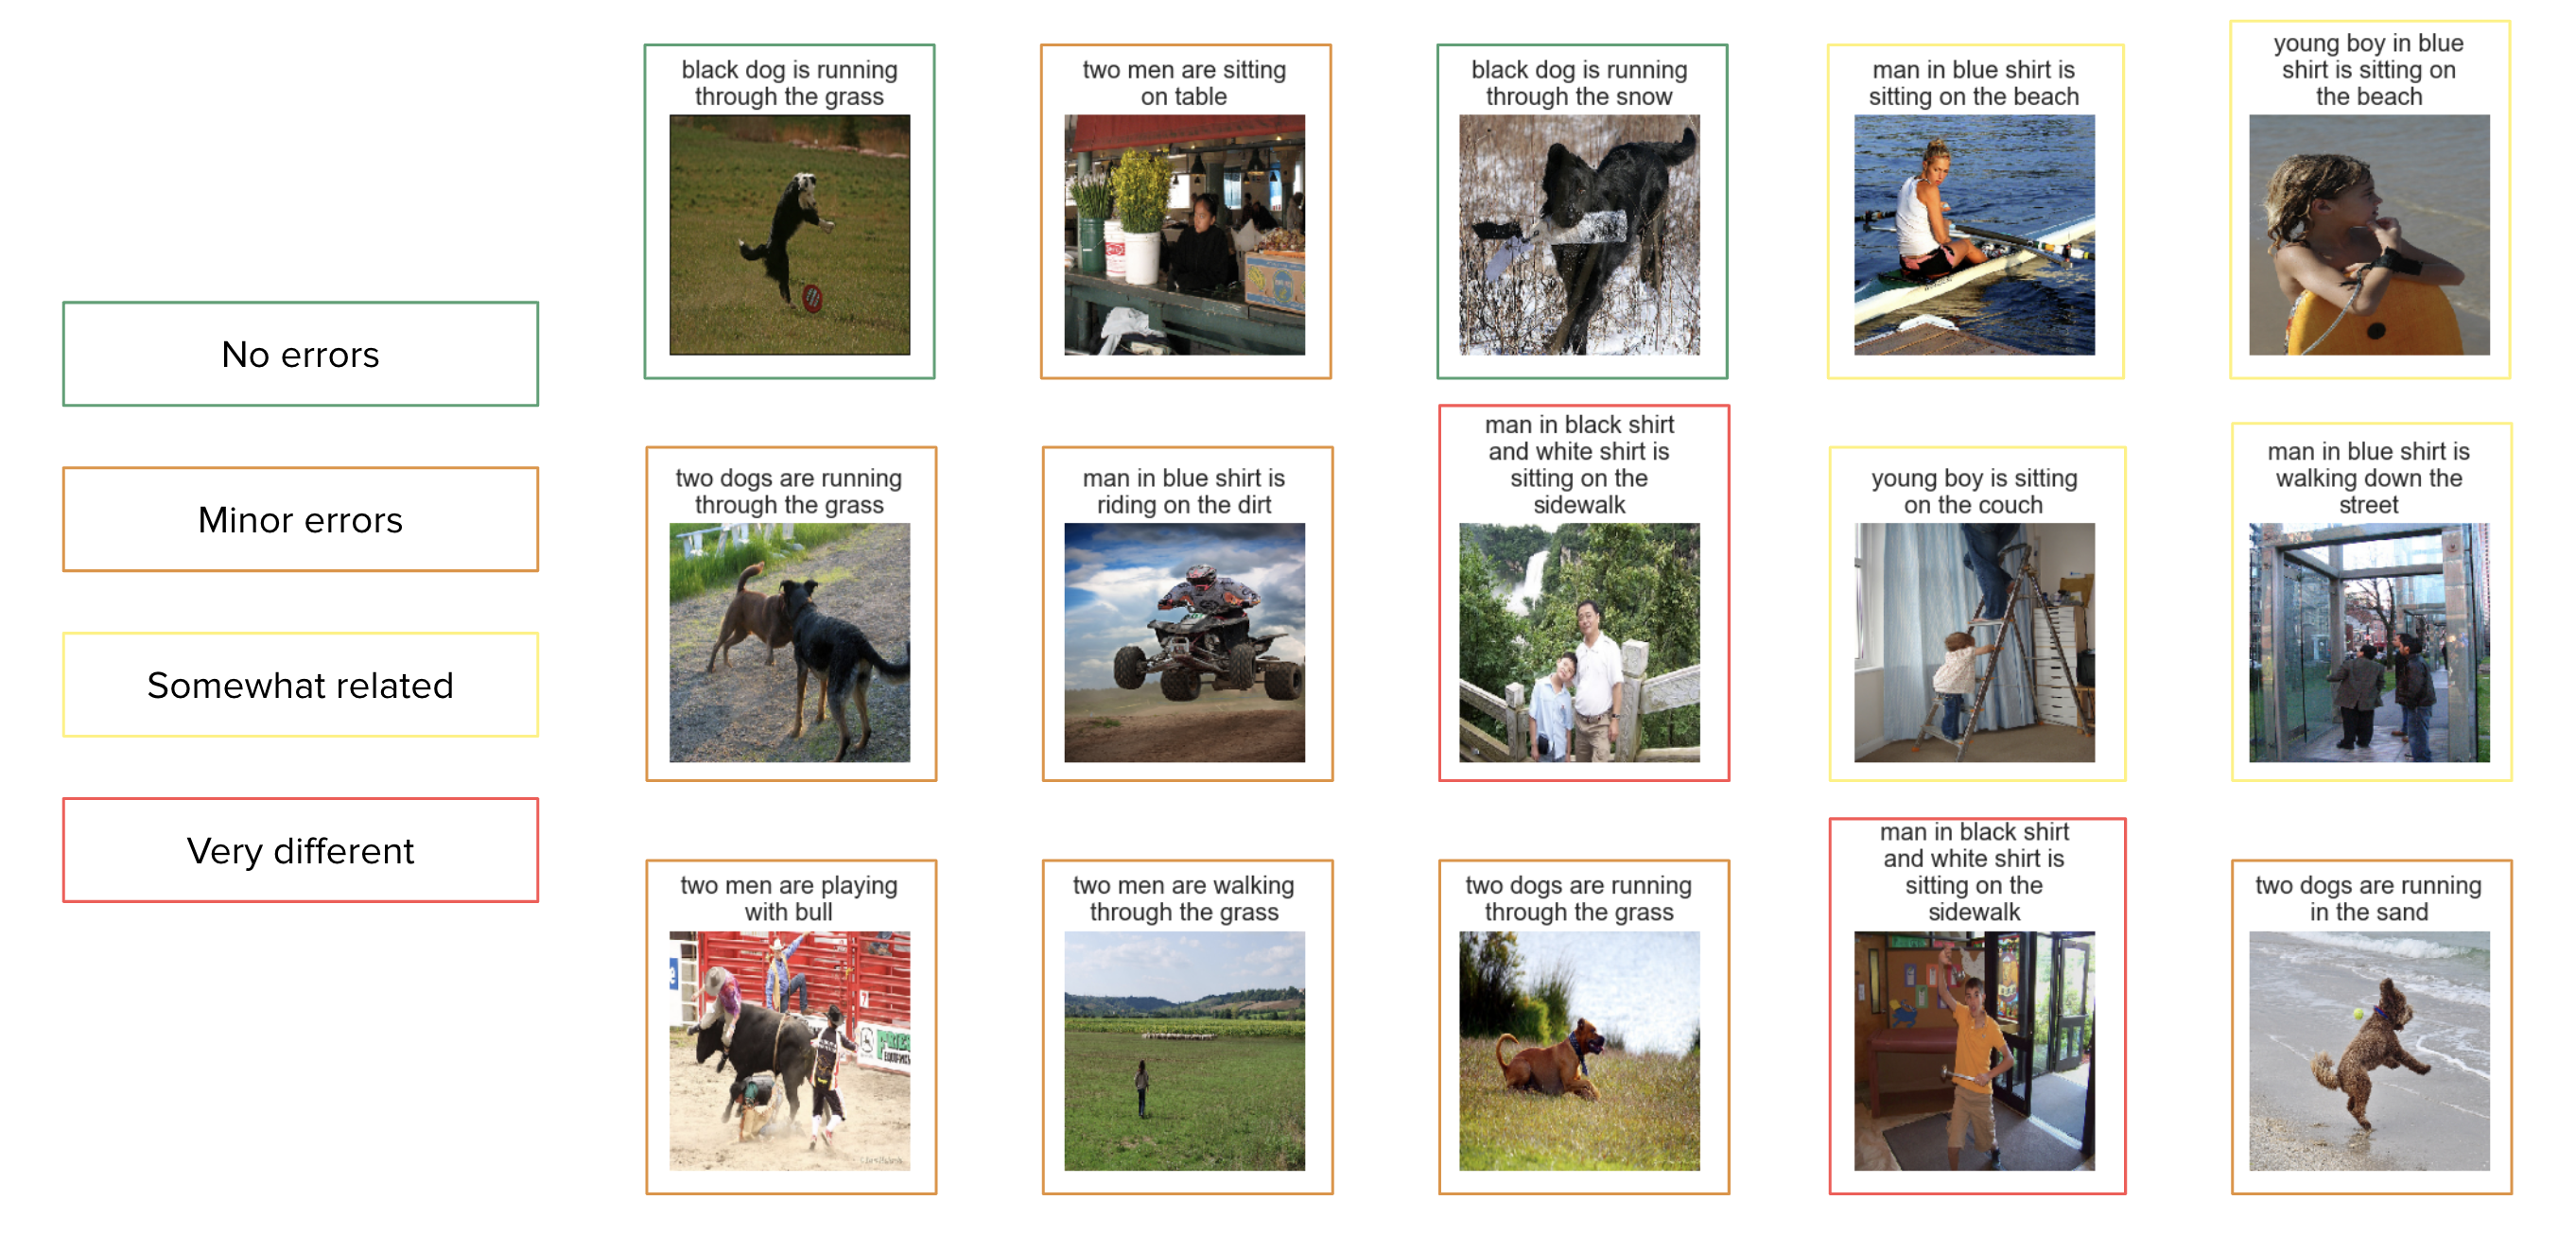 black dog is running
through the grass
two men are sitting
on table
black dog is running
through the snow
man in blue shirt is
sitting on the beach
young boy in blue
shirt is sitting on
the beach
No errors
Minor errors
Somewhat related
Very different
two dogs are running
through the grass
man in blue shirt is
riding on the dirt
man in black shirt
and white shirt is
sitting on the
sidewalk
young boy is sitting
on the couch
man in blue shirt is
walking down the
street
two men are playing
with bull
two men are walking
through the grass
two dogs are running
through the grass
man in black shirt
and white shirt is
sitting on the
sidewalk
two dogs are running
in the sand